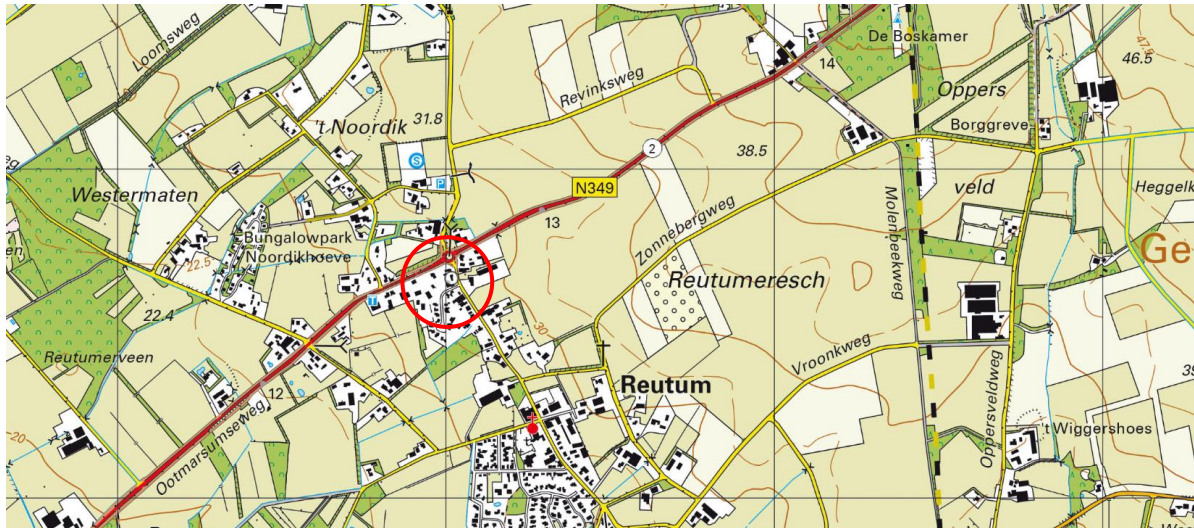 Loomsweg
De Boskamer
47.5
46.5
14
Revinksweg
Oppers
't Noordik
31.8
Borggreve
2
38.5
S
P
N349
Westermaten
13
Molenbeekweg
veld
Heggelk
Zonnebergweg
Bungalowpark
Noordikhoeve
22.5
Reutumeresch
Ge
T
22.4
30
Reutumerveen
Vroonkweg
Reutum
12
39
Ootmarsumseweg
20
Oppersveldweg
't Wiggershoes